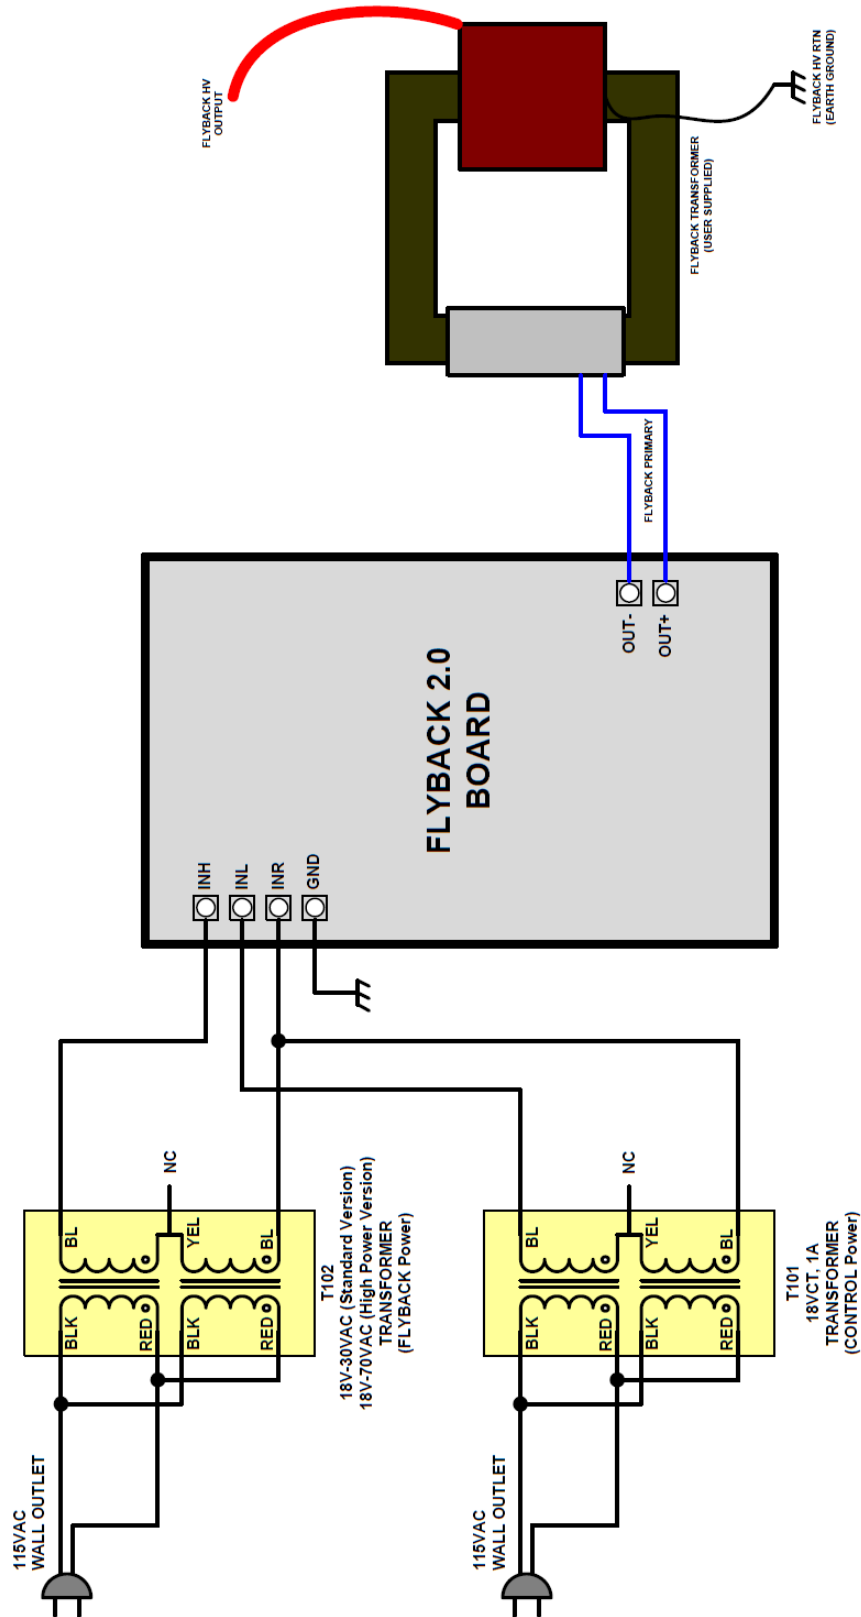 115VAC
WALL OUTLET
BLK
RED
BLK
RED
BL
YEL
BL
NC
T102
18V-30VAC (Standard Version)
18V-70VAC (High Power Version)
TRANSFORMER
(FLYBACK Power)
115VAC
WALL OUTLET
BLK
RED
BLK
RED
BL
YEL
BL
NC
T101
18VCT, 1A
TRANSFORMER
(CONTROL Power)
INH
INL
INR
GND
FLYBACK 2.0
BOARD
OUT-
OUT+
FLYBACK PRIMARY
FLYBACK HV
OUTPUT
FLYBACK TRANSFORMER
(USER SUPPLIED)
FLYBACK HV RTN
(EARTH GROUND)